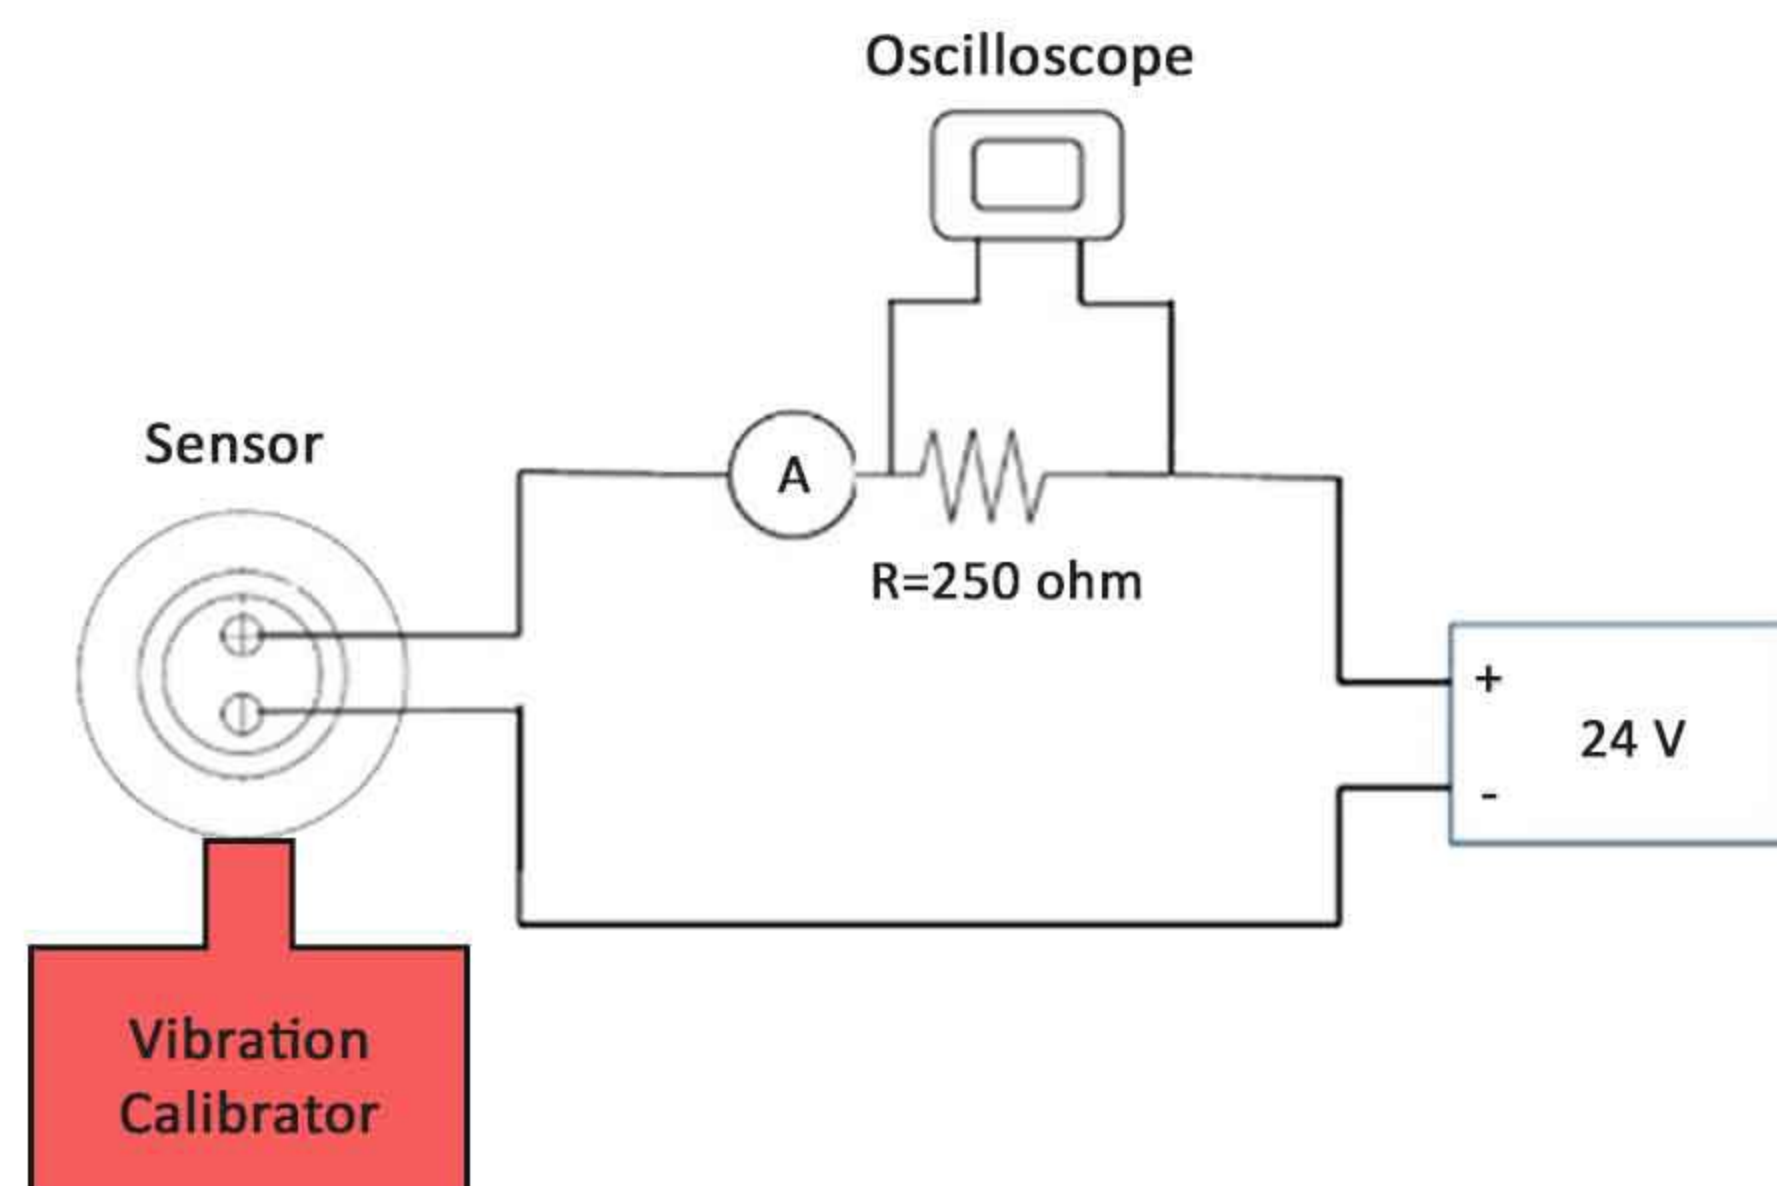 Oscilloscope
Sensor
A
R=250 ohm
+
24 V
-
Vibration
Calibrator